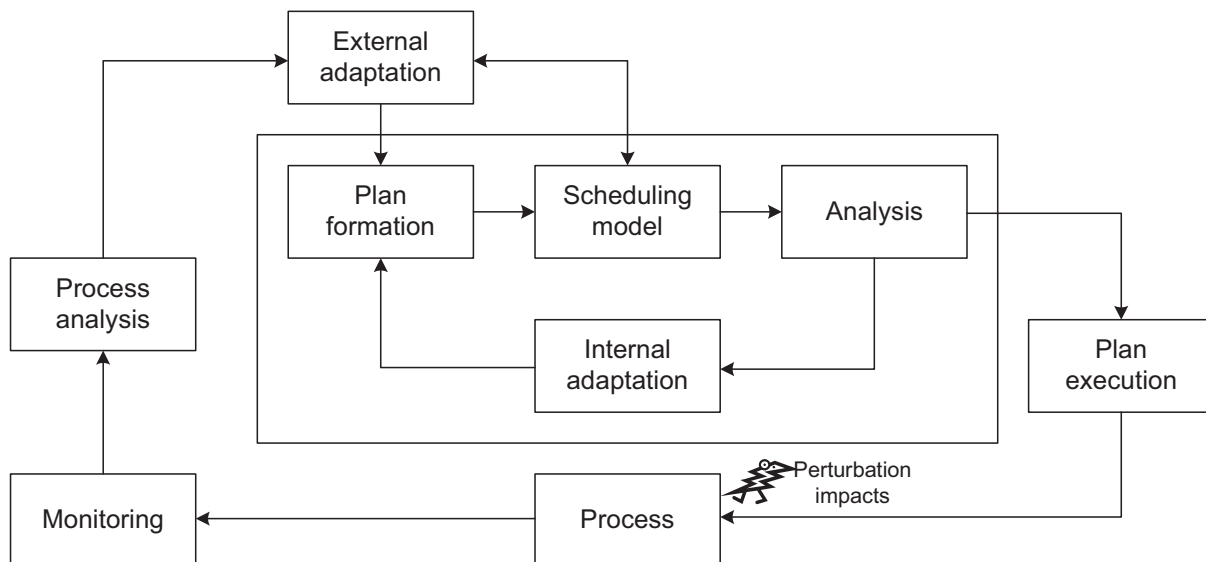 External
adaptation
Plan
formation
Scheduling
model
Analysis
Process
analysis
Internal
adaptation
Plan
execution
Monitoring
Process
Perturbation
impacts